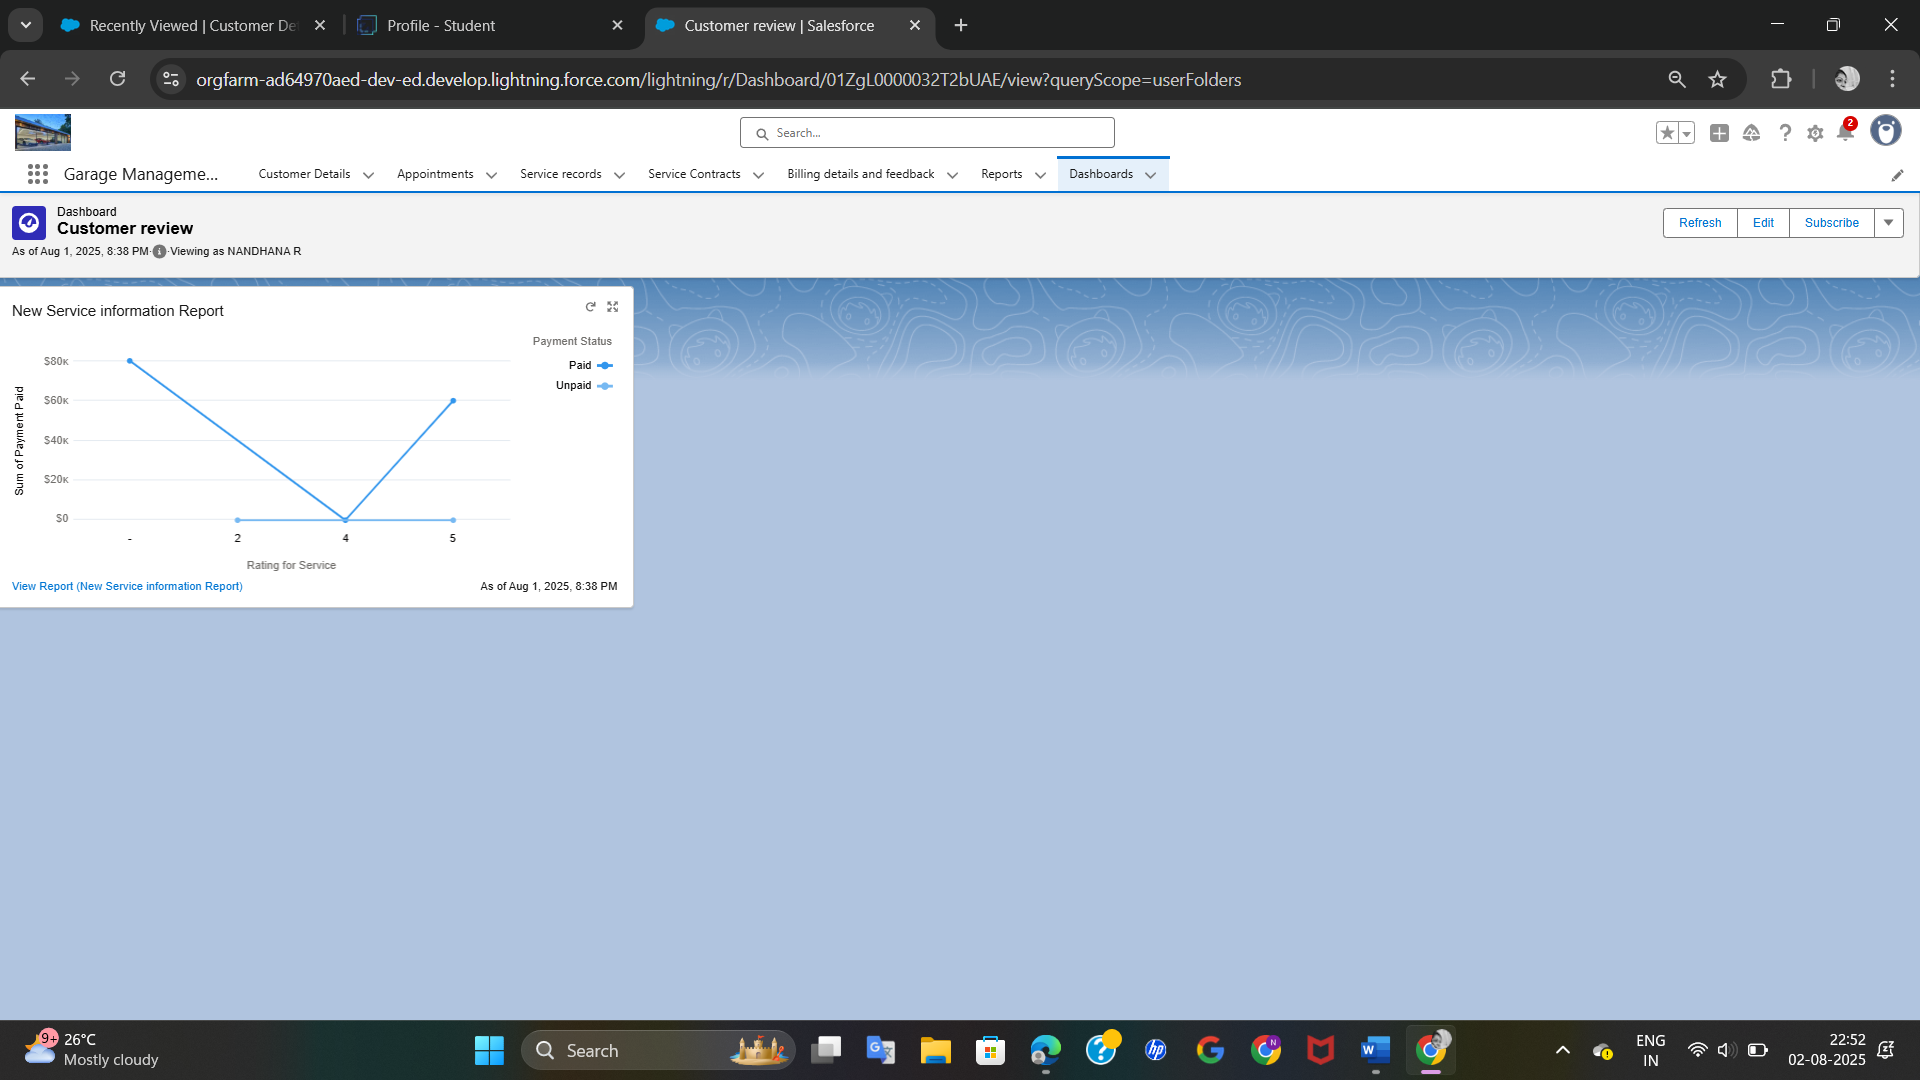 Recently Viewed | Customer De
Profile - Student
Customer review | Salesforce
orgfarm-ad64970aed-dev-ed.develop.lightning.force.com/lightning/r/Dashboard/01ZgL0000032T2bUAE/view?queryScope=userFolders
Search...
2
Garage Manageme...
Customer Details
Appointments
Service records
Service Contracts
Billing details and feedback
Reports
Dashboards
Dashboard
Customer review
As of Aug 1, 2025, 8:38 PM·Viewing as NANDHANA R
Refresh
Edit
Subscribe
New Service information Report
Payment Status
Paid
Unpaid
Sum of Payment Paid
$80K
$60K
$40K
$20K
$0
- 2 4 5
Rating for Service
View Report (New Service information Report)
As of Aug 1, 2025, 8:38 PM
9+
26°C
Mostly cloudy
Search
hp
N
W
ENG
IN
22:52
02-08-2025